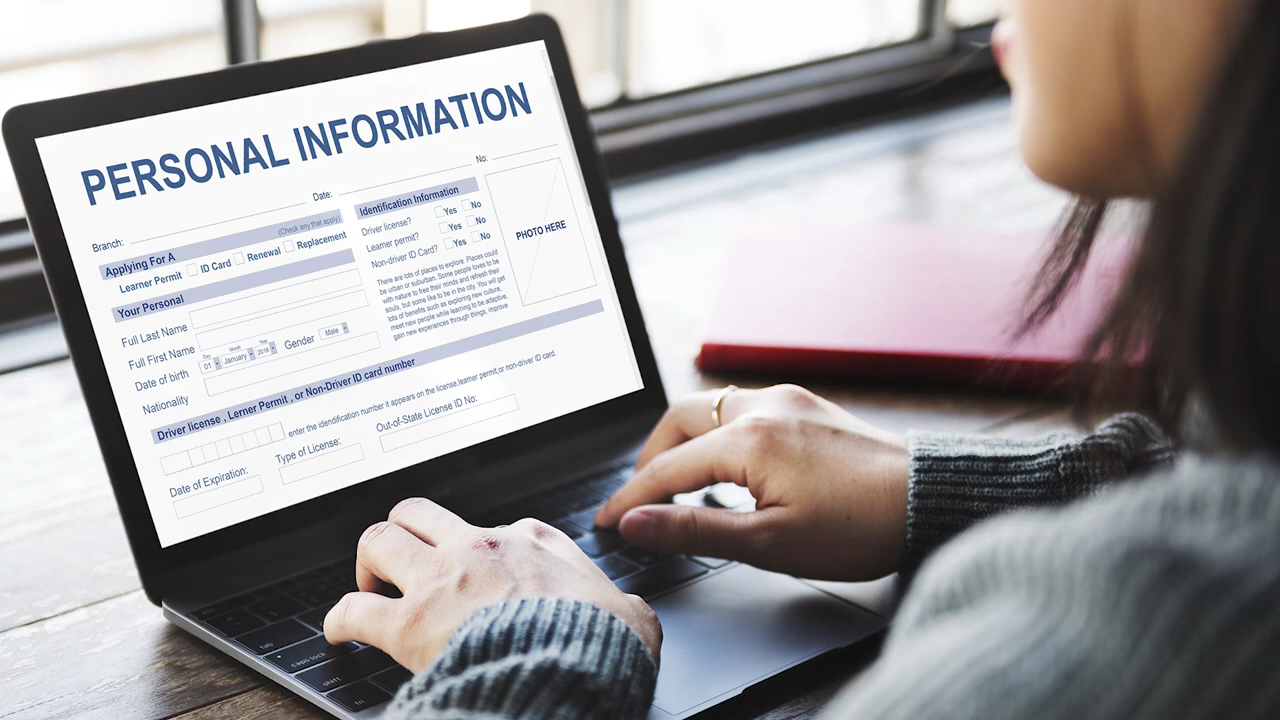 PERSONAL INFORMATION
Branch:
Date:
No:
Applying For A
(Check any that apply)
Learner Permit
ID Card
Renewal
Replacement
Your Personal
Full Last Name
Full First Name
Date of birth
Day
Month
Year
01
January
2016
Gender
Male
Nationality
Identification Information
Driver license?
Yes
No
Learner permit?
Yes
No
Non-driver ID Card?
Yes
No
There are lots of places to explore. Places could
be urban or suburban. Some people loves to be
with nature to free their minds and refresh their
souls, but some like to be in the city. You will get
lots of benefits such as exploring new culture,
meet new people while learning to be adaptive,
gain new experiences through things, improve
PHOTO HERE
Driver license , Lerner Permit , or Non-Driver ID card number
enter the identification number it appears on the license,learner permit,or non-driver ID card.
Date of Expiration:
Type of License:
Out-of-State License ID No:
tab
caps lock
shift
fn